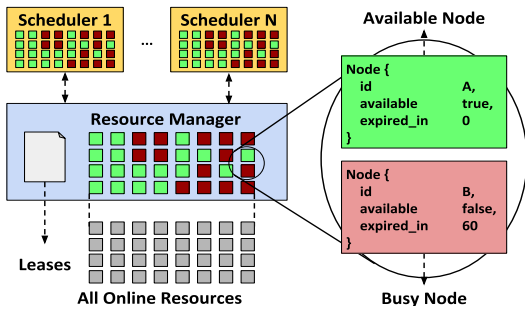 Scheduler 1
...
Scheduler N
Resource Manager
Leases
All Online Resources
Available Node
Node {
id A,
available true,
expired_in 0
}
Node {
id B,
available false,
expired_in 60
}
Busy Node